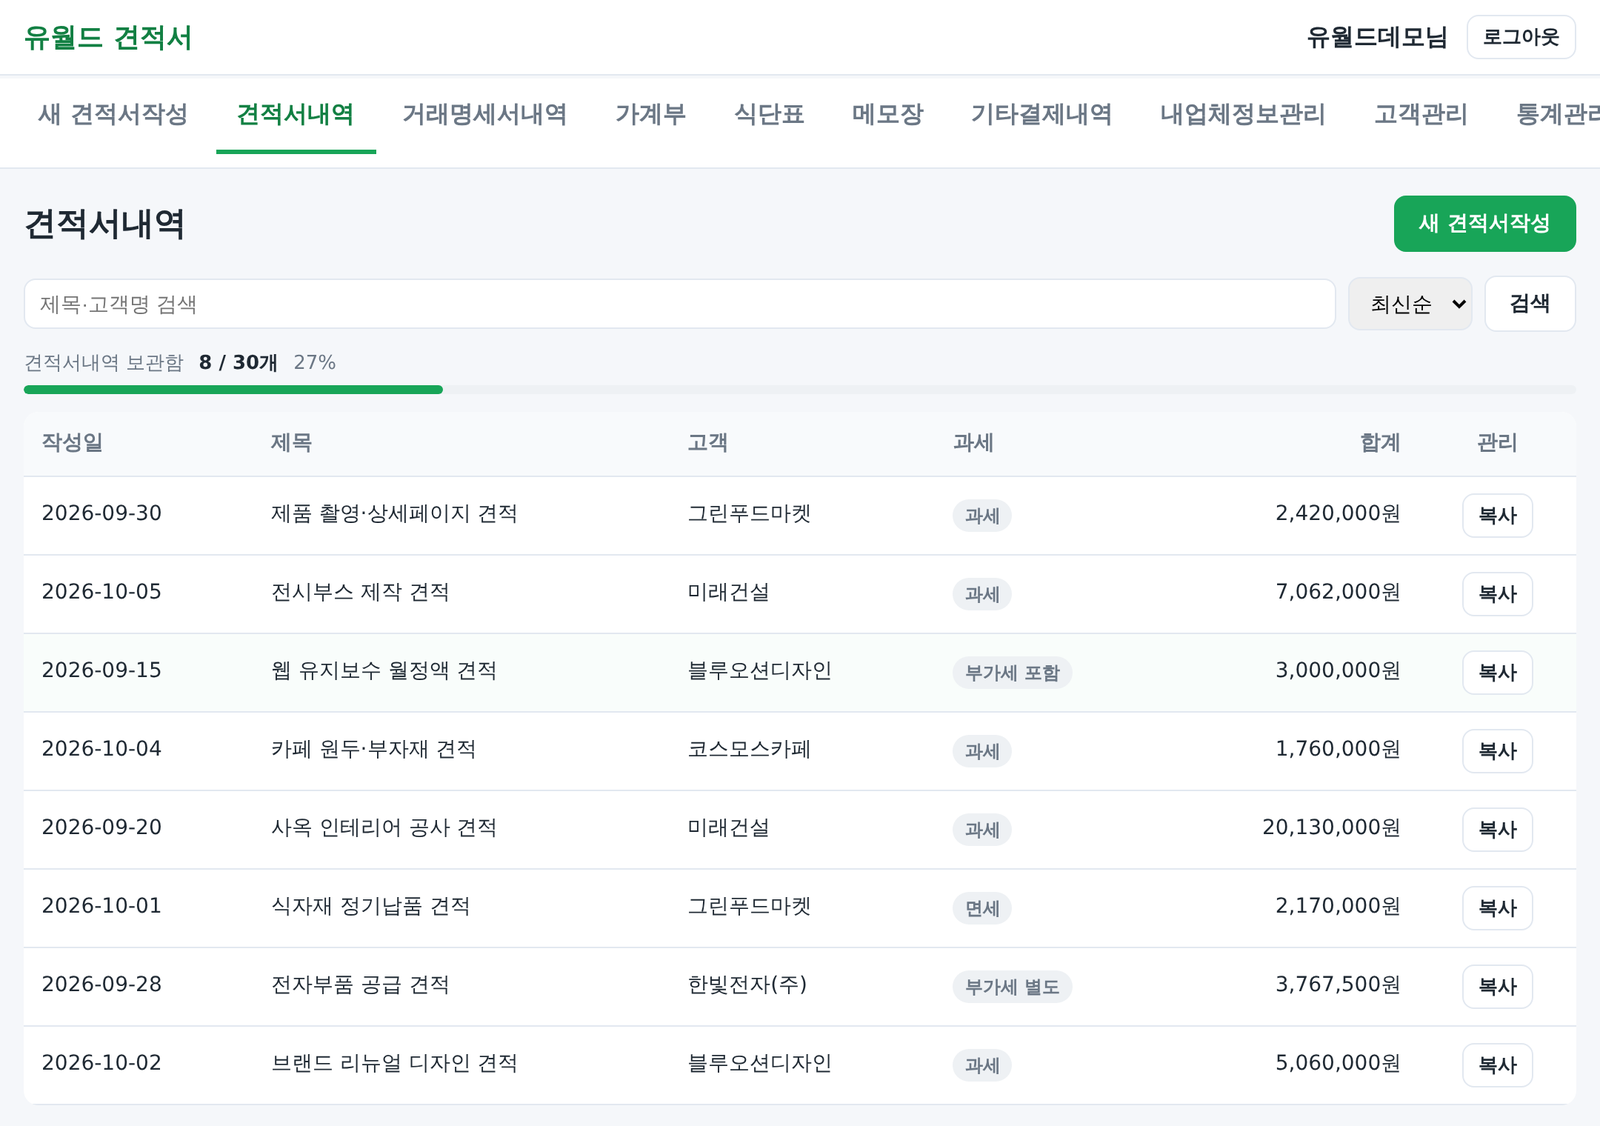 유월드 견적서
유월드데모님 로그아웃
새 견적서작성 견적서내역 거래명세서내역 가계부 식단표 메모장 기타결제내역 내업체정보관리 고객관리 통계관리
견적서내역
새 견적서작성
제목·고객명 검색 최신순 검색
견적서내역 보관함 8 / 30개 27%
작성일 제목 고객 과세 합계 관리
2026-09-30 제품 촬영·상세페이지 견적 그린푸드마켓 과세 2,420,000원 복사
2026-10-05 전시부스 제작 견적 미래건설 과세 7,062,000원 복사
2026-09-15 웹 유지보수 월정액 견적 블루오션디자인 부가세 포함 3,000,000원 복사
2026-10-04 카페 원두·부자재 견적 코스모스카페 과세 1,760,000원 복사
2026-09-20 사옥 인테리어 공사 견적 미래건설 과세 20,130,000원 복사
2026-10-01 식자재 정기납품 견적 그린푸드마켓 면세 2,170,000원 복사
2026-09-28 전자부품 공급 견적 한빛전자(주) 부가세 별도 3,767,500원 복사
2026-10-02 브랜드 리뉴얼 디자인 견적 블루오션디자인 과세 5,060,000원 복사